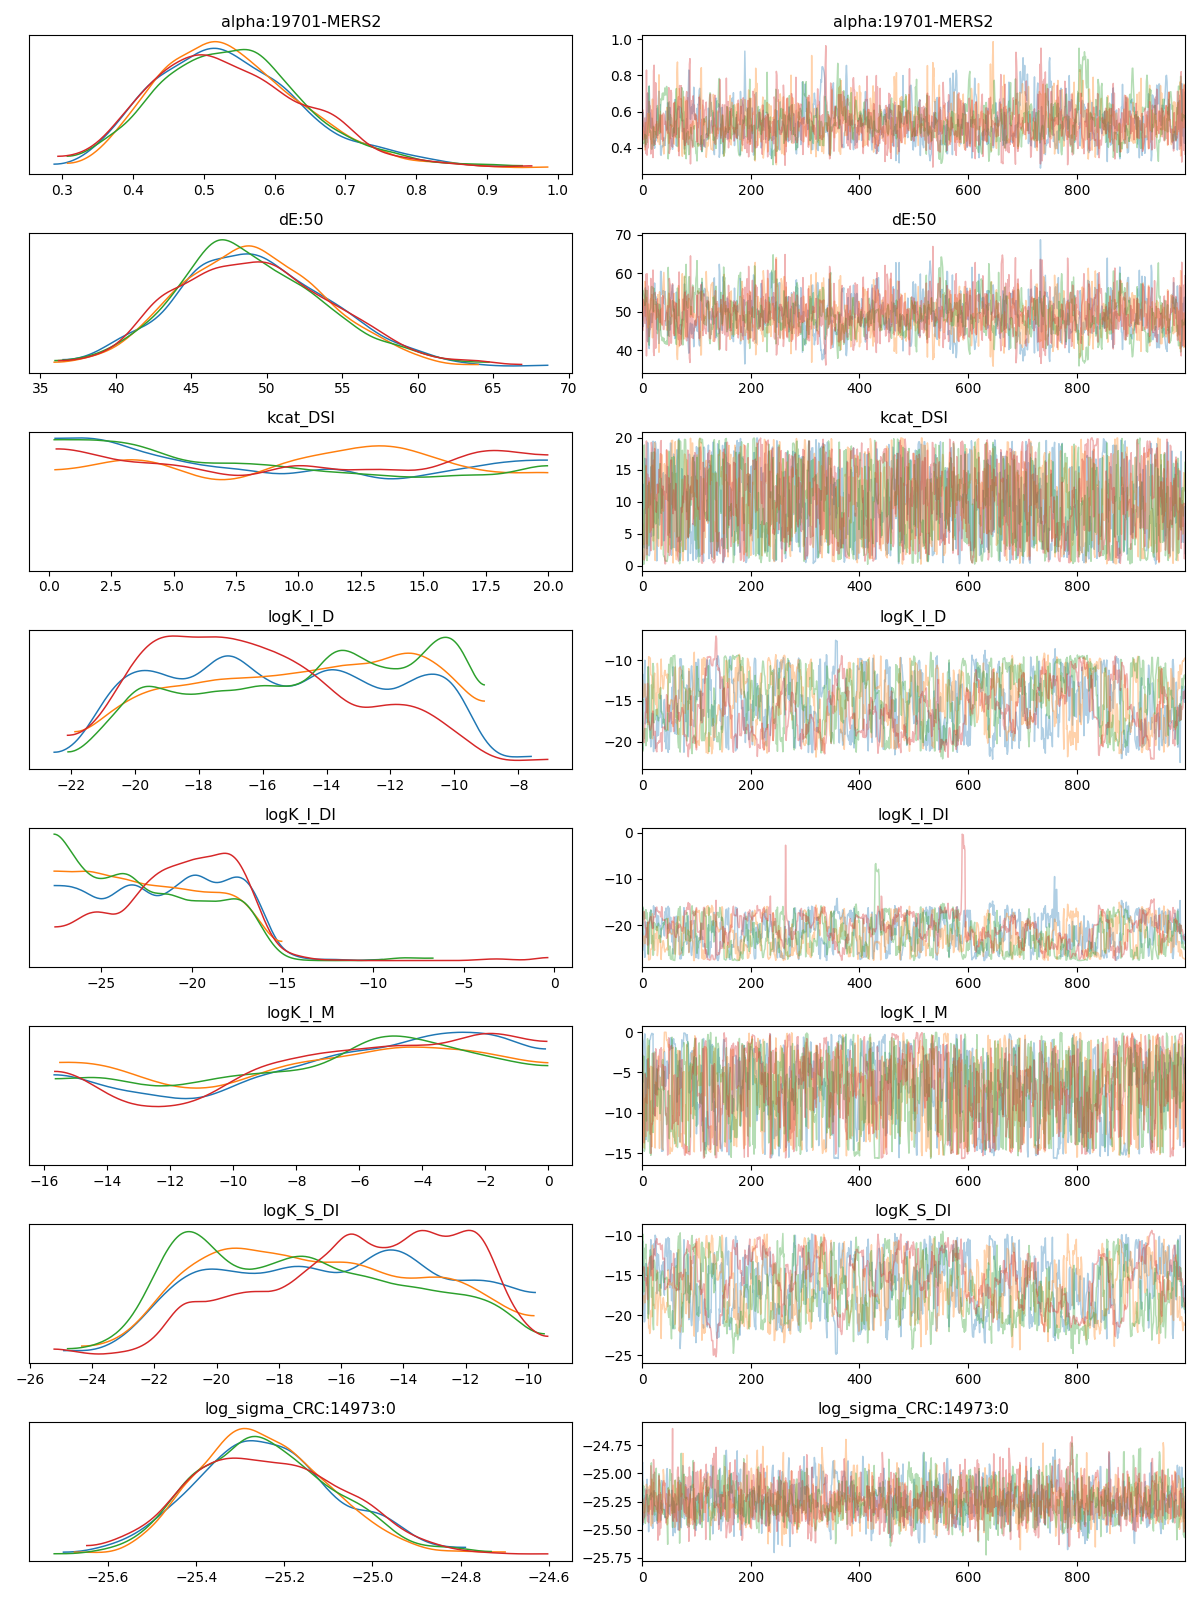 alpha:19701-MERS2 alpha:19701-MERS2
1.0
0.8
0.6
0.4
0.3 0.4 0.5 0.6 0.7 0.8 0.9 1.0 0 200 400 600 800
dE:50 dE:50
70
60
50
40
35 40 45 50 55 60 65 70 0 200 400 600 800
kcat_DSI kcat_DSI
20
15
10
5
0
0.0 2.5 5.0 7.5 10.0 12.5 15.0 17.5 20.0 0 200 400 600 800
logK_I_D logK_I_D
−10
−15
−20
−22 −20 −18 −16 −14 −12 −10 −8 0 200 400 600 800
logK_I_DI logK_I_DI
0
−10
−20
−25 −20 −15 −10 −5 0 0 200 400 600 800
logK_I_M logK_I_M
0
−5
−10
−15
−16 −14 −12 −10 −8 −6 −4 −2 0 0 200 400 600 800
logK_S_DI logK_S_DI
−10
−15
−20
−25
−26 −24 −22 −20 −18 −16 −14 −12 −10 0 200 400 600 800
log_sigma_CRC:14973:0 log_sigma_CRC:14973:0
−24.75
−25.00
−25.25
−25.50
−25.75
−25.6 −25.4 −25.2 −25.0 −24.8 −24.6 0 200 400 600 800